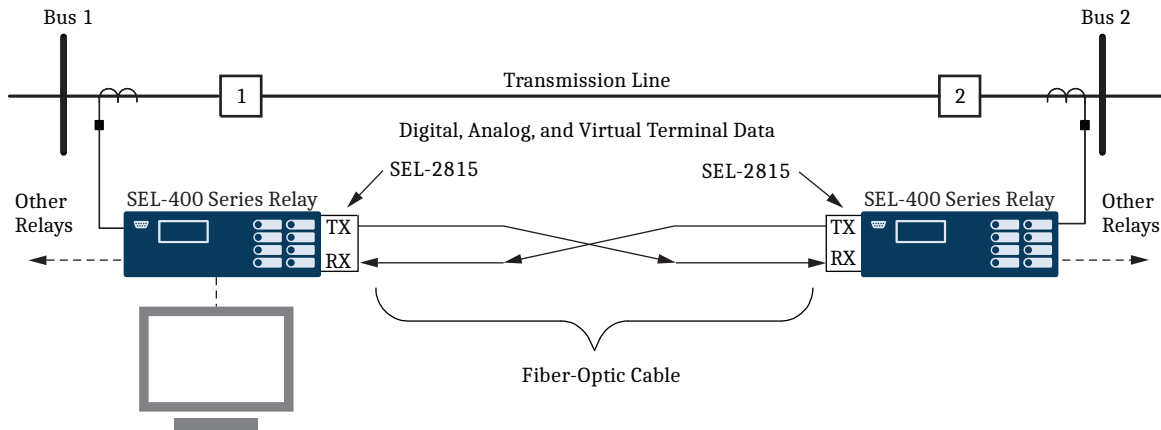 Bus 1
Bus 2
Transmission Line
1
2
Digital, Analog, and Virtual Terminal Data
SEL-2815
SEL-2815
Other
Relays
SEL-400 Series Relay
SEL-400 Series Relay
Other
Relays
TX
RX
TX
RX
Fiber-Optic Cable